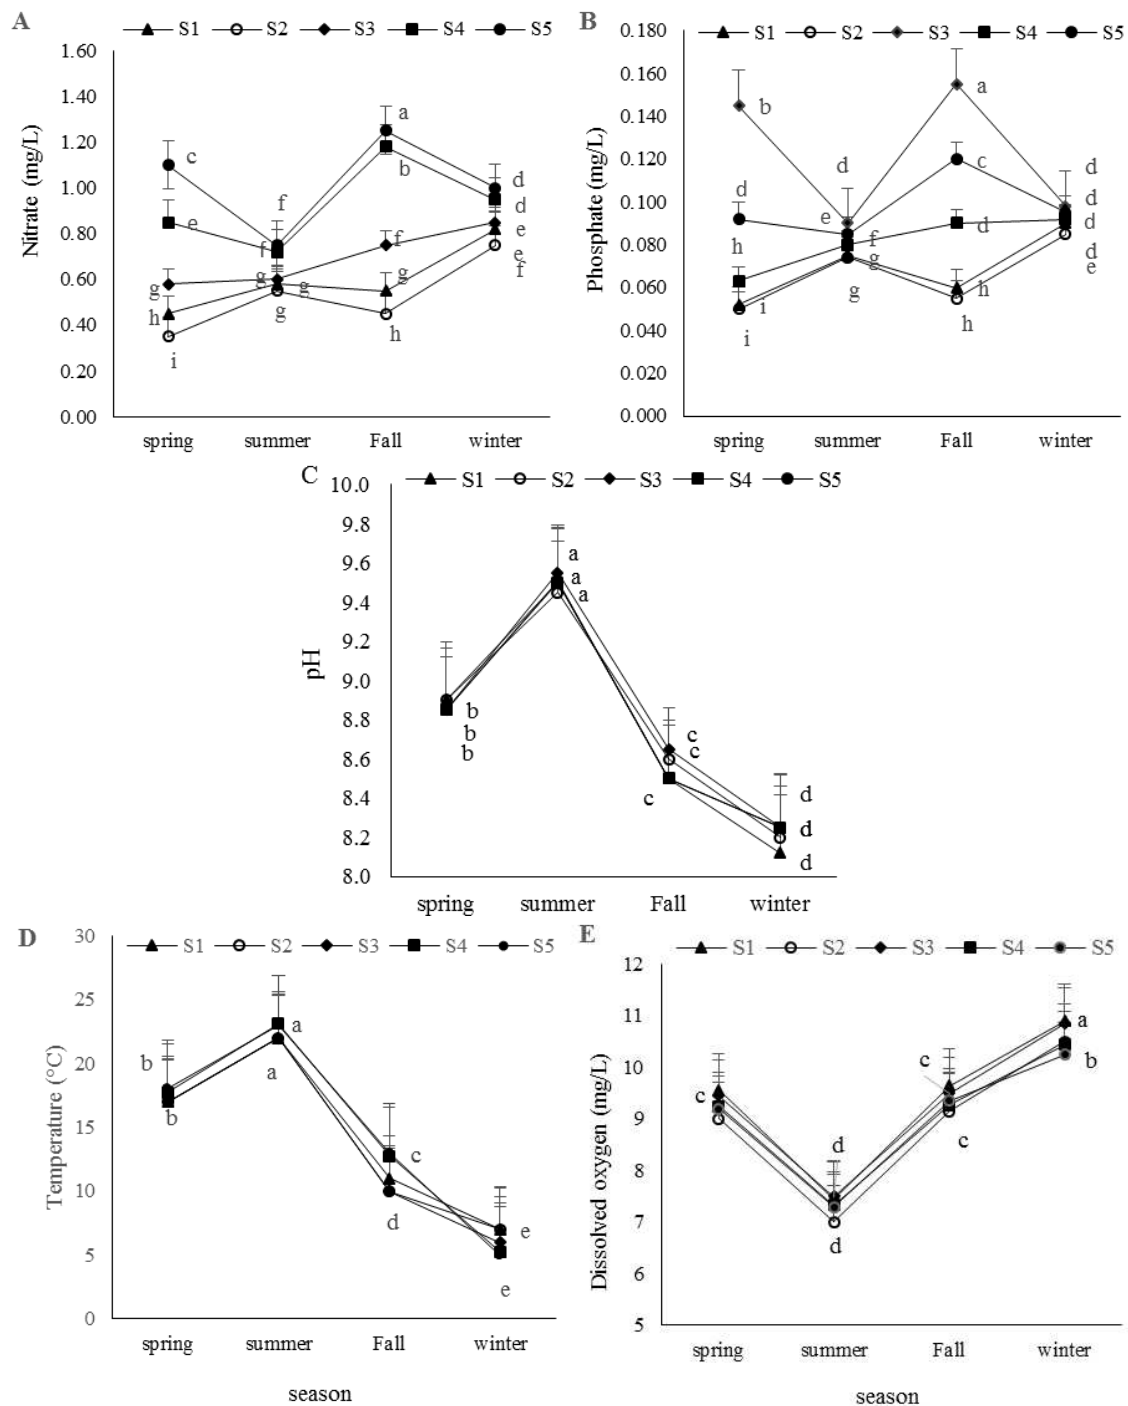 A
S1 S2 S3 S4 S5
Nitrate (mg/L)
1.60
1.40
1.20
1.00
0.80
0.60
0.40
0.20
0.00
c
e
g
h
i
f
f
g
g
g
a
b
f
g
h
d
d
e
e
f
spring summer Fall winter
B
S1 S2 S3 S4 S5
Phosphate (mg/L)
0.180
0.160
0.140
0.120
0.100
0.080
0.060
0.040
0.020
0.000
b
d
h
i
i
d
e
f
g
g
a
c
d
h
h
d
d
d
d
e
spring summer Fall winter
C
S1 S2 S3 S4 S5
pH
10.0
9.8
9.6
9.4
9.2
9.0
8.8
8.6
8.4
8.2
8.0
b
b
b
a
a
a
c
c
c
d
d
d
spring summer Fall winter
D
S1 S2 S3 S4 S5
Temperature (°C)
30
25
20
15
10
5
0
b
b
a
a
c
d
e
e
spring summer Fall winter
season
E
S1 S2 S3 S4 S5
Dissolved oxygen (mg/L)
12
11
10
9
8
7
6
5
c
d
d
c
c
a
b
spring summer Fall winter
season